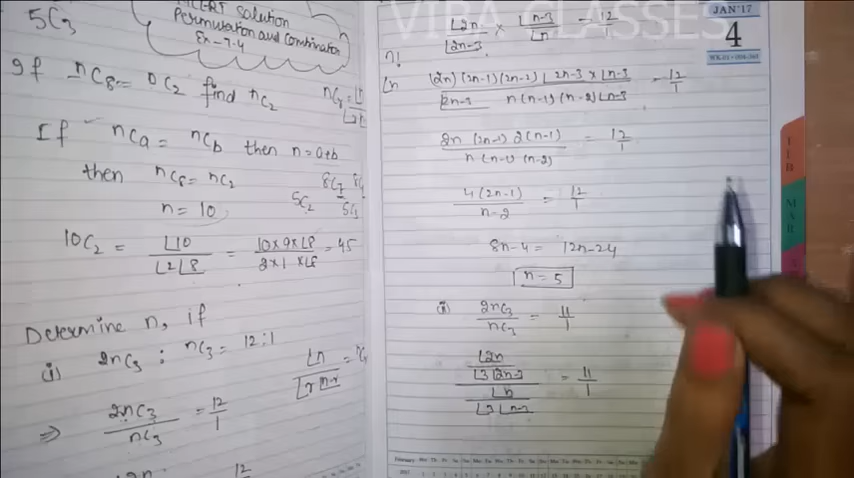 5C3
NCERT Solution
Permutation and Combination
Ex-7.4
If nC8 = nC2 find nC2
If nCa = nCb then n = a+b
then nC8 = nC2
n = 10
5C2
10C2 = ⌊10 / ⌊2⌊8 = 10×9×⌊8 / 2×1×⌊8 = 45
Determine n, if
(i) 2nC3 : nC3 = 12:1
⌊n / ⌊r ⌊n-r
⇒ 2nC3 / nC3 = 12/1
VIBA CLASSES
JAN'17
4
⌊2n / ⌊2n-3 × ⌊n-3 / ⌊n = 12/1
n!
⌊n
(2n)(2n-1)(2n-2)⌊2n-3 × ⌊n-3 / ⌊2n-3 n(n-1)(n-2)⌊n-3 = 12/1
2n(2n-1) 2(n-1) / n(n-1)(n-2) = 12/1
4(2n-1) / n-2 = 12/1
8n-4 = 12n-24
n = 5
(ii) 2nC3 / nC3 = 11/1
⌊2n / ⌊3⌊2n-3 / ⌊n / ⌊3⌊n-3 = 11/1
FEB
MAR
February